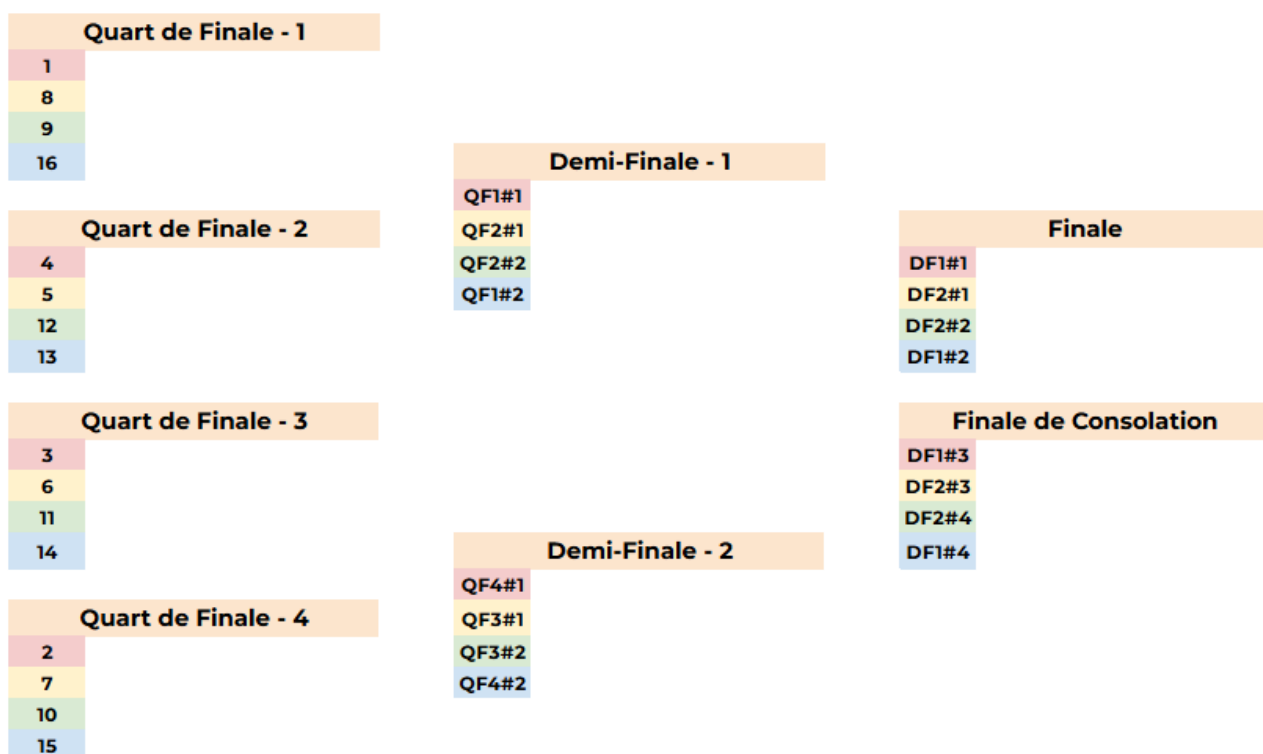 Quart de Finale - 1
1
8
9
16
Quart de Finale - 2
4
5
12
13
Quart de Finale - 3
3
6
11
14
Quart de Finale - 4
2
7
10
15
Demi-Finale - 1
QF1#1
QF2#1
QF2#2
QF1#2
Demi-Finale - 2
QF4#1
QF3#1
QF3#2
QF4#2
Finale
DF1#1
DF2#1
DF2#2
DF1#2
Finale de Consolation
DF1#3
DF2#3
DF2#4
DF1#4